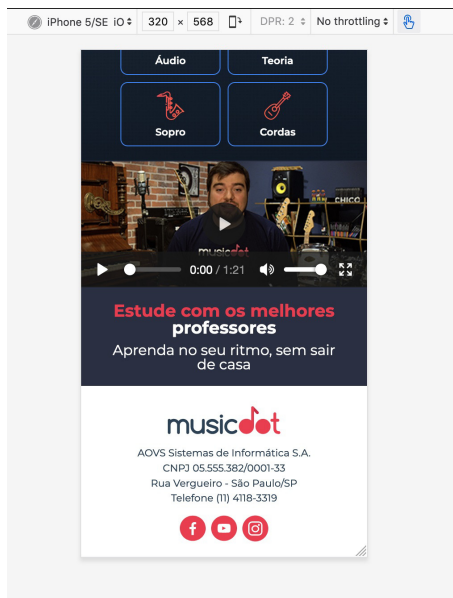 iPhone 5/SE iO
320 × 568
DPR: 2
No throttling
Áudio
Teoria
Sopro
Cordas
CHICO
musicdot
0:00 / 1:21
Estude com os melhores
professores
Aprenda no seu ritmo, sem sair
de casa
musicdot
AOVS Sistemas de Informática S.A.
CNPJ 05.555.382/0001-33
Rua Vergueiro - São Paulo/SP
Telefone (11) 4118-3319